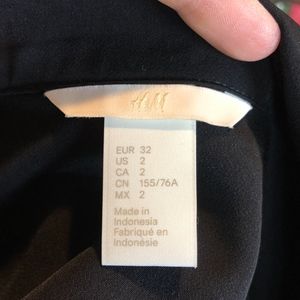 H&M
EUR 32
US 2
CA 2
CN 155/76A
MX 2
Made in
Indonesia
Fabriqué en
Indonésie